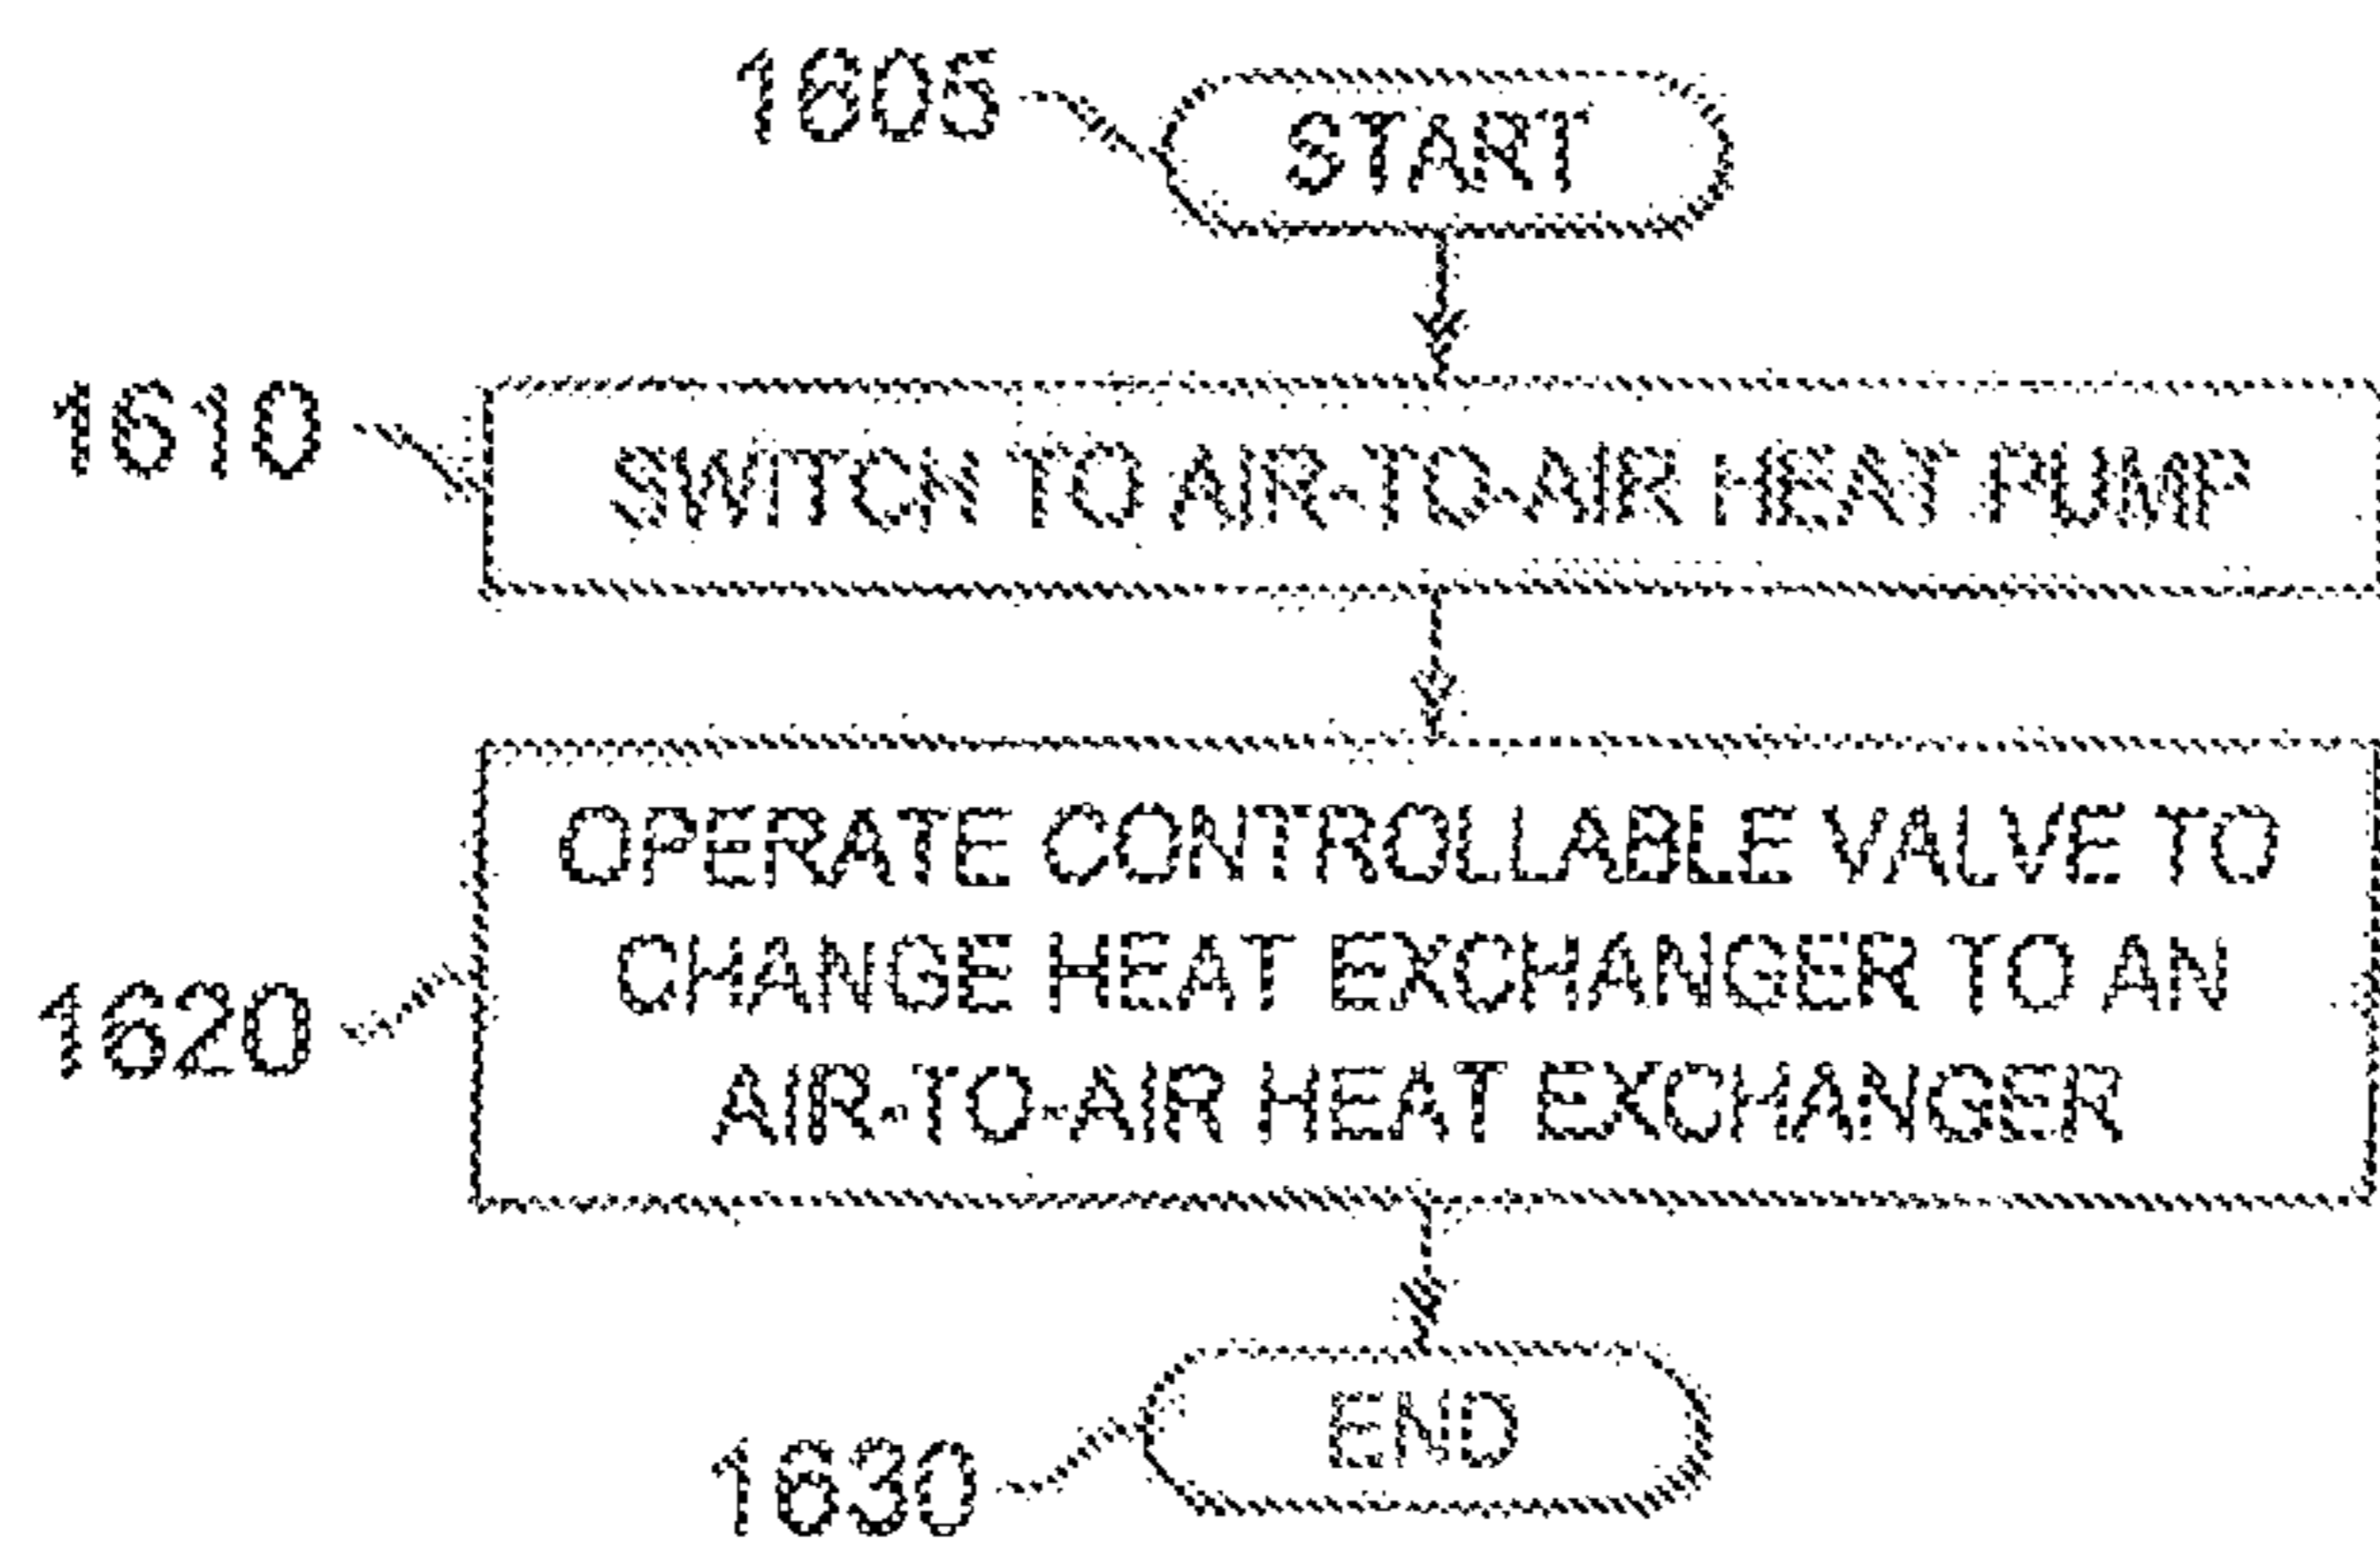 1605
START
1610
SWITCH TO AIR-TO-AIR HEAT PUMP
OPERATE CONTROLLABLE VALVE TO
CHANGE HEAT EXCHANGER TO AN
1620
AIR-TO-AIR HEAT EXCHANGER
END
1630